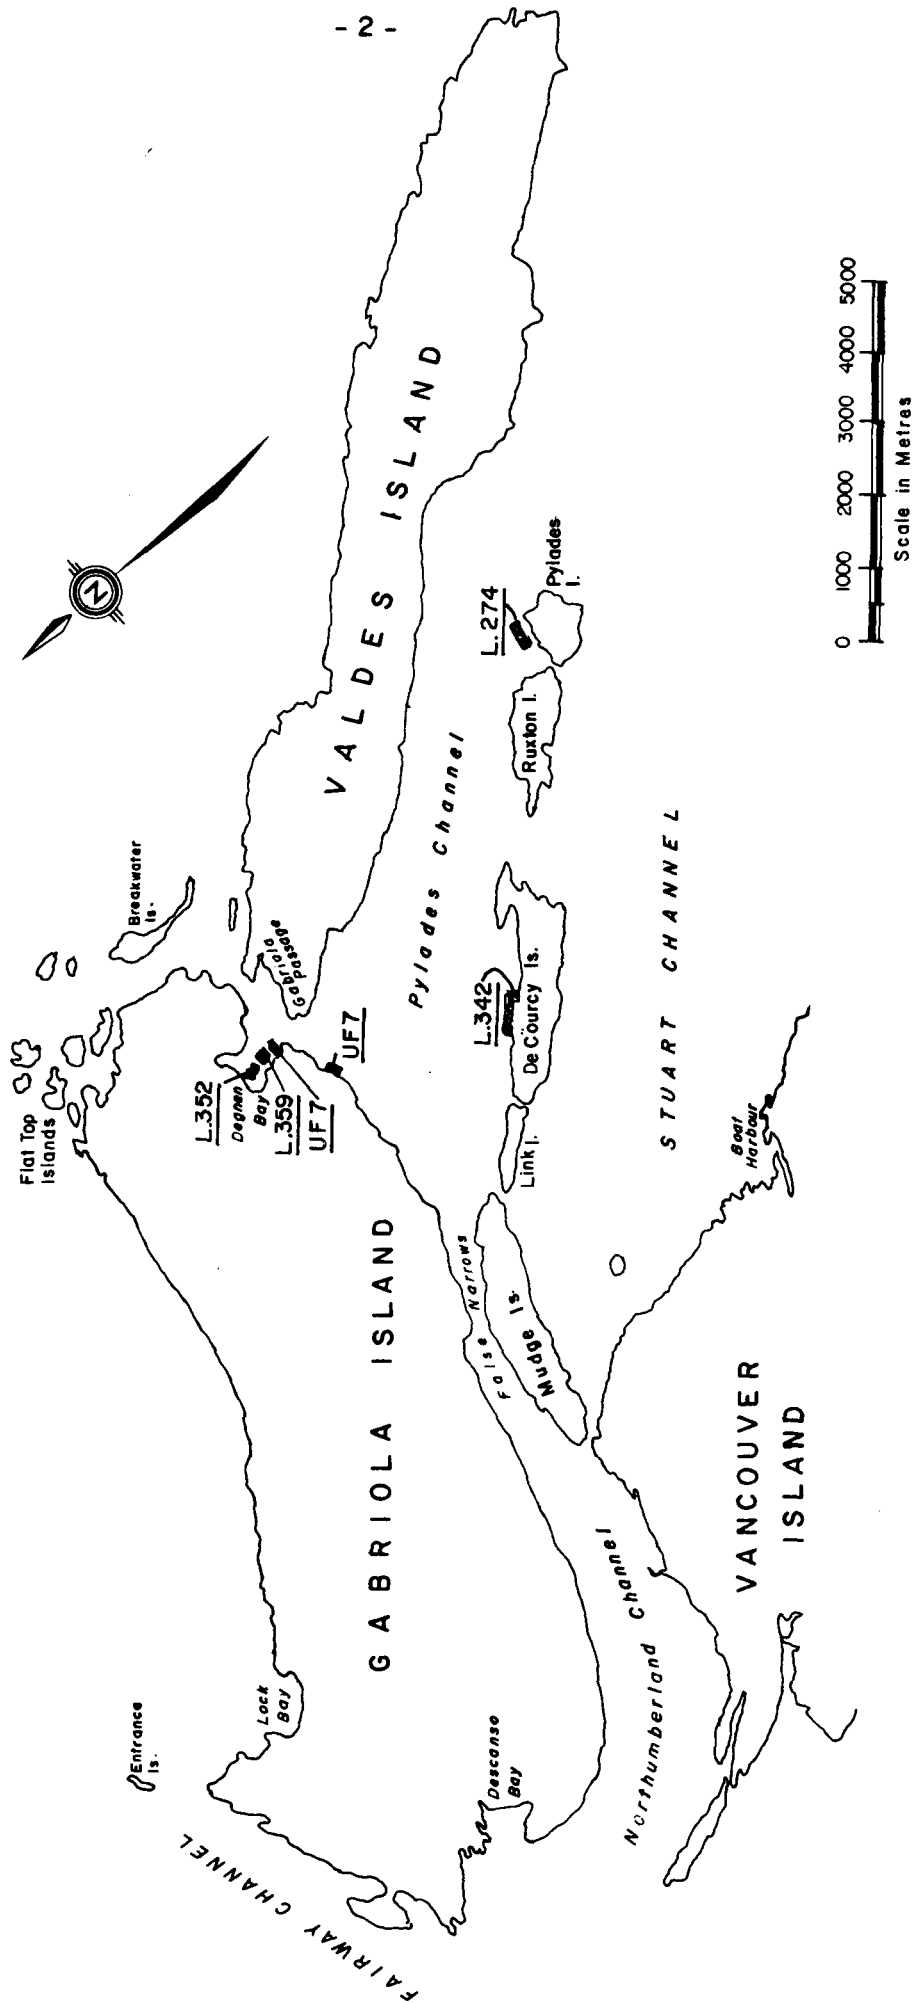 - 2 -
Flat Top
Islands
Breakwater
Is.
N
Entrance
Is.
Lock
Bay
FAIRWAY CHANNEL
L.352
Degnen
Bay
L.359
UF7
UF7
Gabriola
Passage
VALDES ISLAND
GABRIOLA ISLAND
Pylades Channel
L.274
Pylades
I.
Ruxton I.
L.342
De Courcy Is.
Link I.
False Narrows
Mudge Is.
Descanso
Bay
Northumberland Channel
STUART CHANNEL
Boat
Harbour
VANCOUVER
ISLAND
0 1000 2000 3000 4000 5000
Scale in Metres